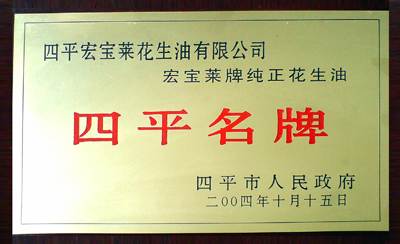 四平宏宝莱花生油有限公司
宏宝莱牌纯正花生油
四平名牌
四平市人民政府
二00四年十月十五日